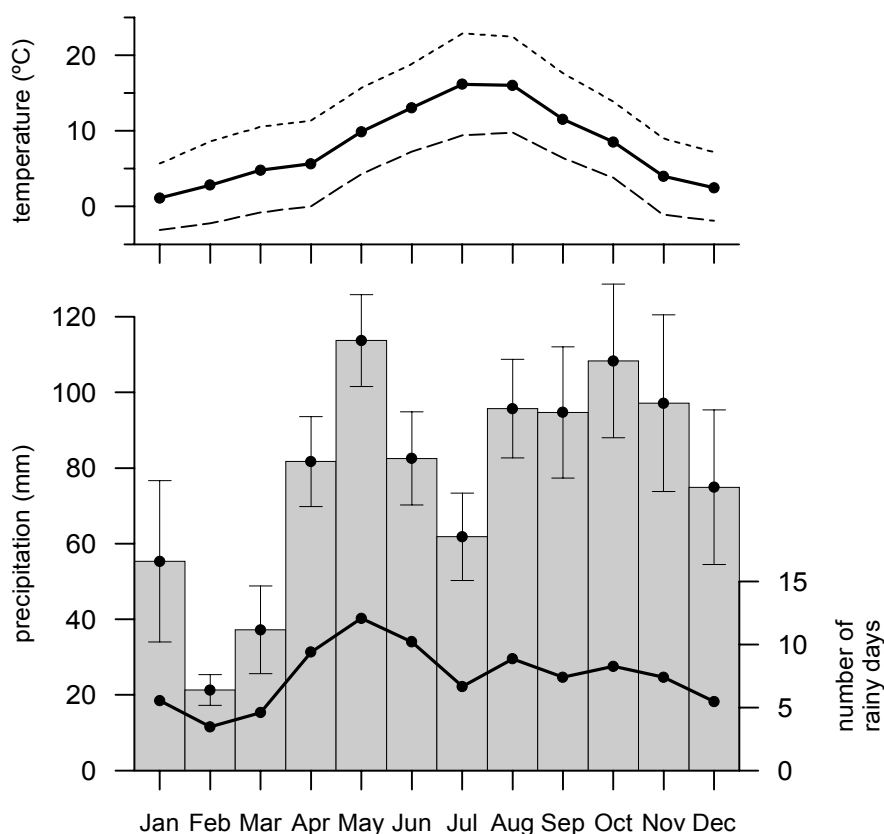 temperature (ºC)
20
10
0
precipitation (mm)
120
100
80
60
40
20
0
15
10
5
0
number of
rainy days
Jan Feb Mar Apr May Jun Jul Aug Sep Oct Nov Dec